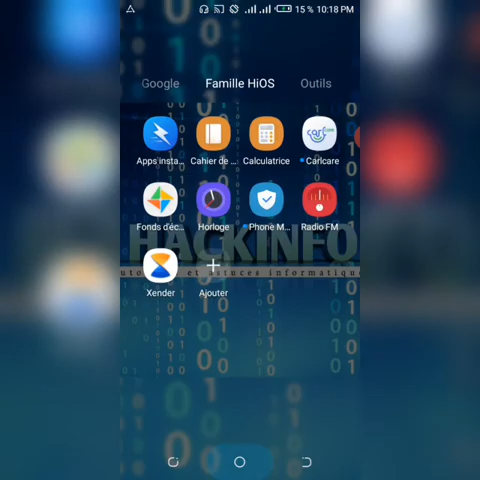 15 % 10:18 PM
Google Famille HiOS Outils
Apps insta... Cahier de ... Calculatrice Carlcare
Fonds d'éc... Horloge Phone M... Radio FM
HACKINFO
et astuces informatique
Xender Ajouter